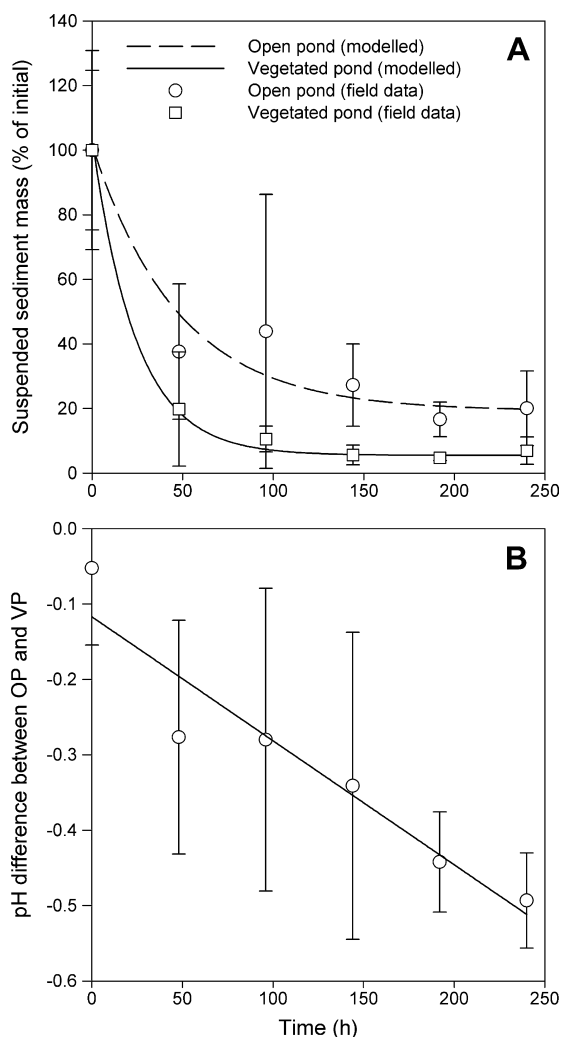 140
120
100
80
60
40
20
0
Suspended sediment mass (% of initial)
A
Open pond (modelled)
Vegetated pond (modelled)
Open pond (field data)
Vegetated pond (field data)
0 50 100 150 200 250
0.0
-0.1
-0.2
-0.3
-0.4
-0.5
-0.6
pH difference between OP and VP
B
0 50 100 150 200 250
Time (h)